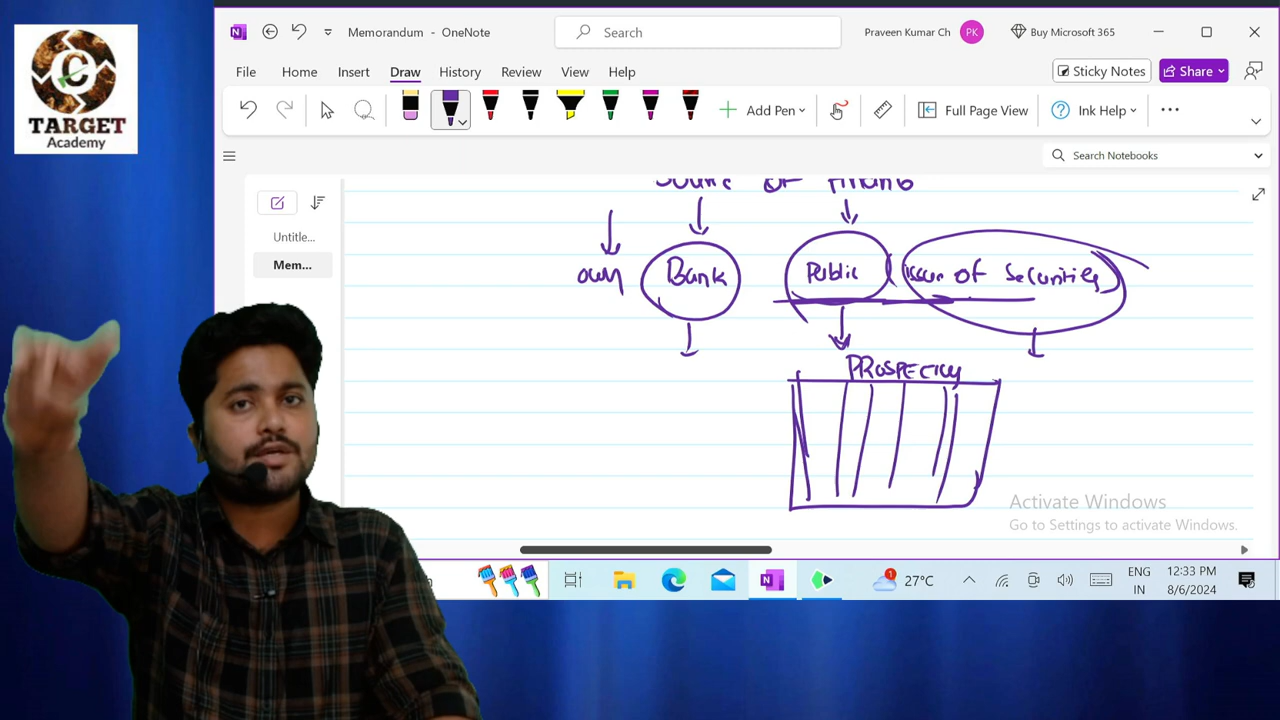 Memorandum - OneNote
Search
Praveen Kumar Ch
PK
Buy Microsoft 365
File
Home
Insert
Draw
History
Review
View
Help
Sticky Notes
Share
Add Pen
Full Page View
Ink Help
Search Notebooks
TARGET
Academy
Untitle...
Mem...
Source of
own
Bank
Public
(issue of Securities)
PROSPECTUS
Activate Windows
Go to Settings to activate Windows.
1
27°C
ENG
IN
12:33 PM
8/6/2024